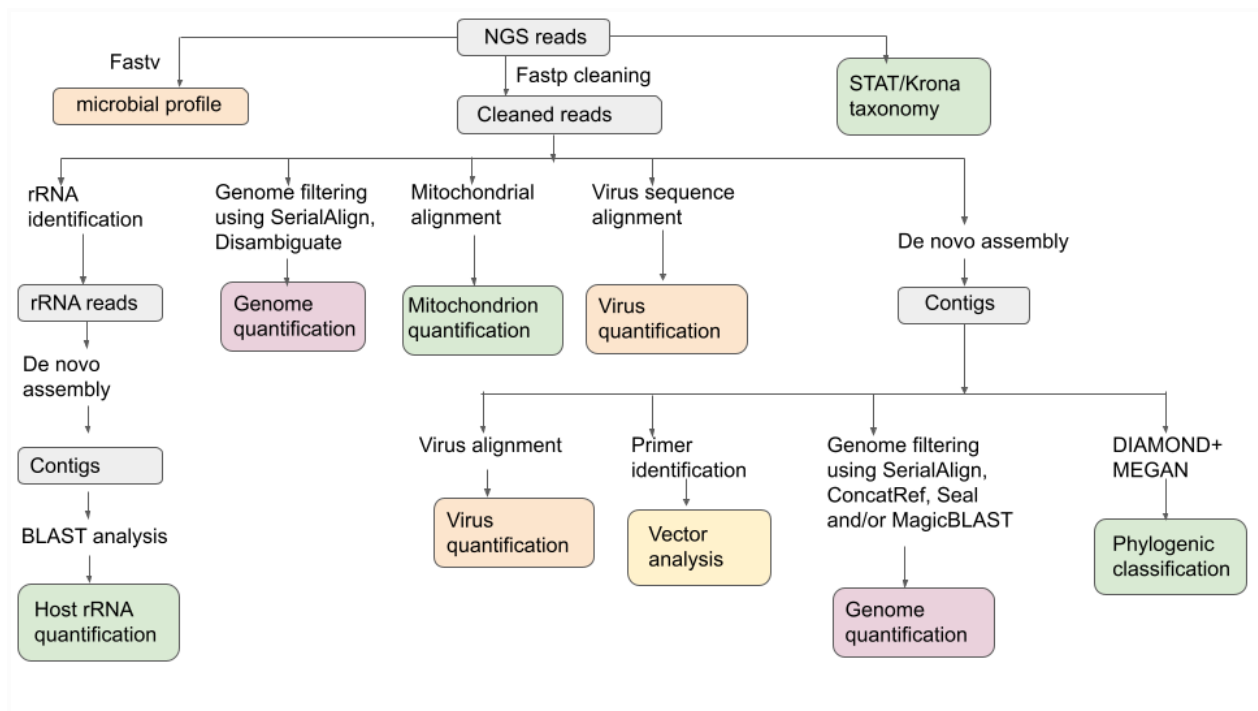 NGS reads
Fastv
Fastp cleaning
microbial profile
Cleaned reads
STAT/Krona
taxonomy
rRNA
identification
Genome filtering
using SerialAlign,
Disambiguate
Mitochondrial
alignment
Virus sequence
alignment
De novo assembly
rRNA reads
Genome
quantification
Mitochondrion
quantification
Virus
quantification
Contigs
De novo
assembly
Contigs
BLAST analysis
Host rRNA
quantification
Virus alignment
Primer
identification
Genome filtering
using SerialAlign,
ConcatRef, Seal
and/or MagicBLAST
DIAMOND+
MEGAN
Virus
quantification
Vector
analysis
Genome
quantification
Phylogenic
classification